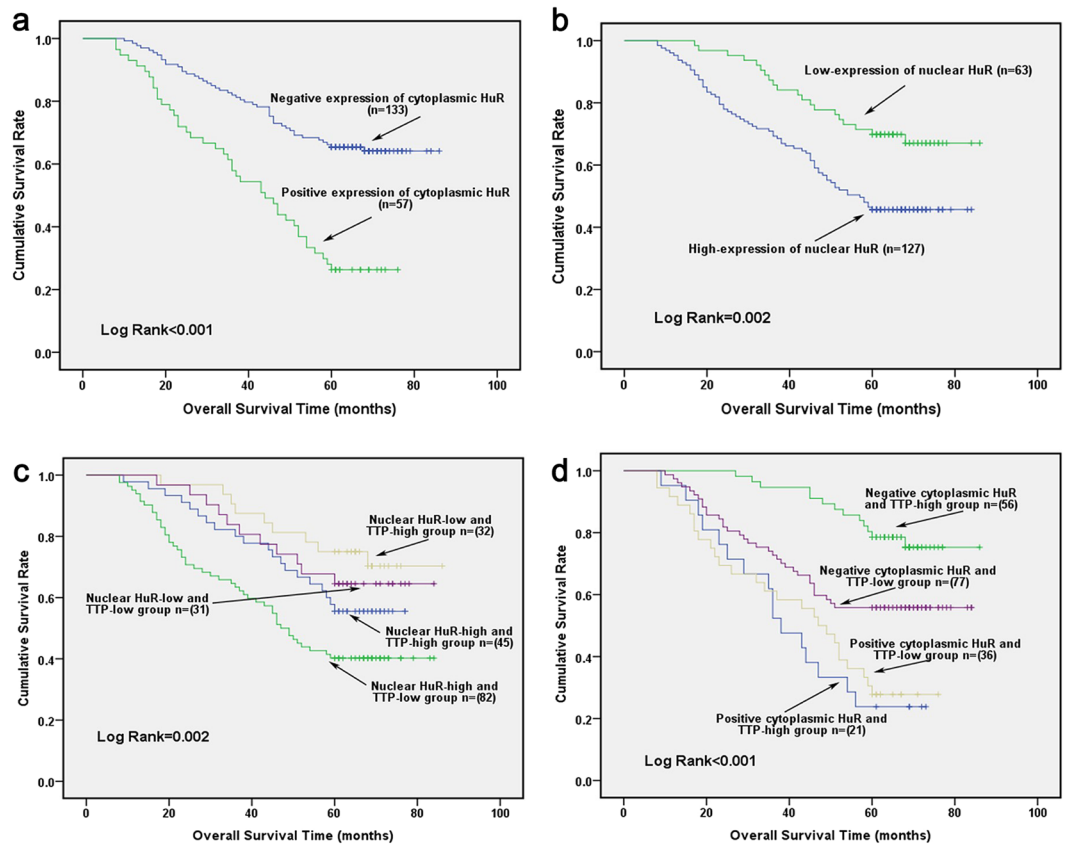 a
Cumulative Survival Rate
1.0
0.8
0.6
0.4
0.2
0.0
Negative expression of cytoplasmic HuR
(n=133)
Positive expression of cytoplasmic HuR
(n=57)
Log Rank<0.001
0 20 40 60 80 100
Overall Survival Time (months)
b
Cumulative Survival Rate
1.0
0.8
0.6
0.4
0.2
0.0
Low-expression of nuclear HuR (n=63)
High-expression of nuclear HuR (n=127)
Log Rank=0.002
0 20 40 60 80 100
Overall Survival Time (months)
c
Cumulative Survival Rate
1.0
0.8
0.6
0.4
0.2
0.0
Nuclear HuR-low and
TTP-high group n=(32)
Nuclear HuR-low and
TTP-low group n=(31)
Nuclear HuR-high and
TTP-high group n=(45)
Nuclear HuR-high and
TTP-low group n=(82)
Log Rank=0.002
0 20 40 60 80 100
Overall Survival Time (months)
d
Cumulative Survival Rate
1.0
0.8
0.6
0.4
0.2
0.0
Negative cytoplasmic HuR
and TTP-high group n=(56)
Negative cytoplasmic HuR and
TTP-low group n=(77)
Positive cytoplasmic HuR and
TTP-low group n=(36)
Positive cytoplasmic HuR and
TTP-high group n=(21)
Log Rank<0.001
0 20 40 60 80 100
Overall Survival Time (months)